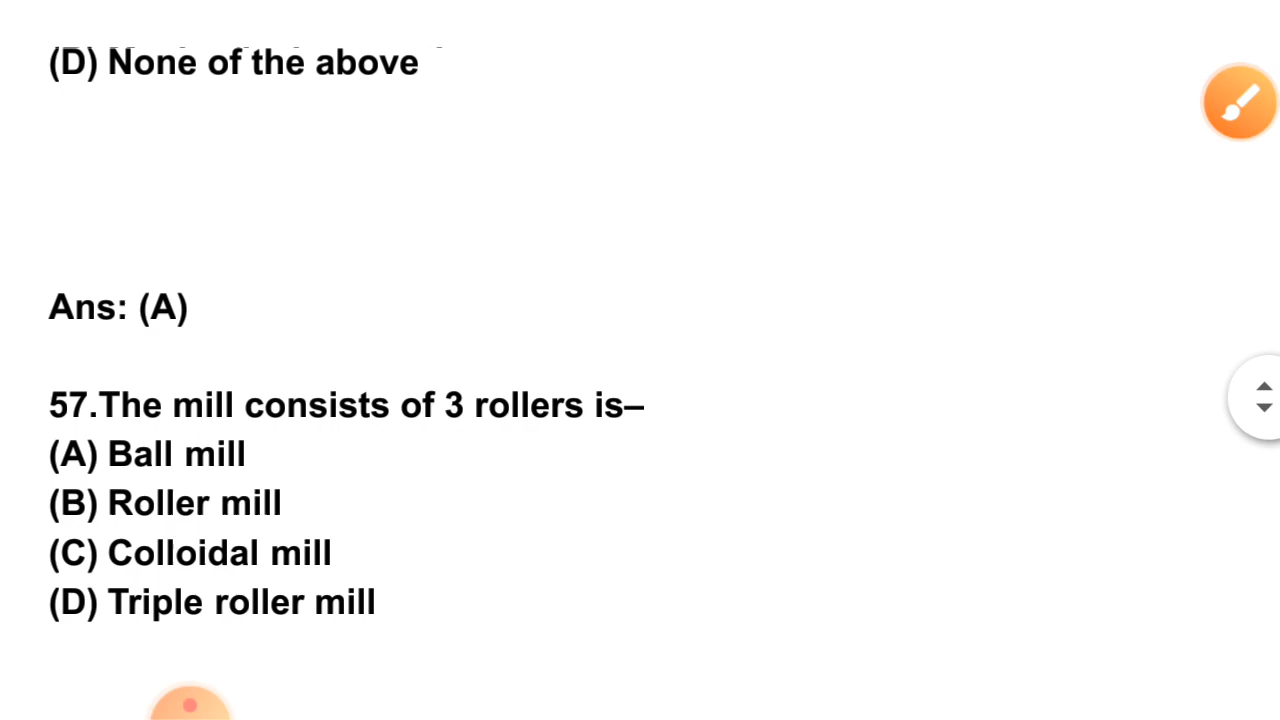 (D) None of the above
Ans: (A)
57.The mill consists of 3 rollers is–
(A) Ball mill
(B) Roller mill
(C) Colloidal mill
(D) Triple roller mill